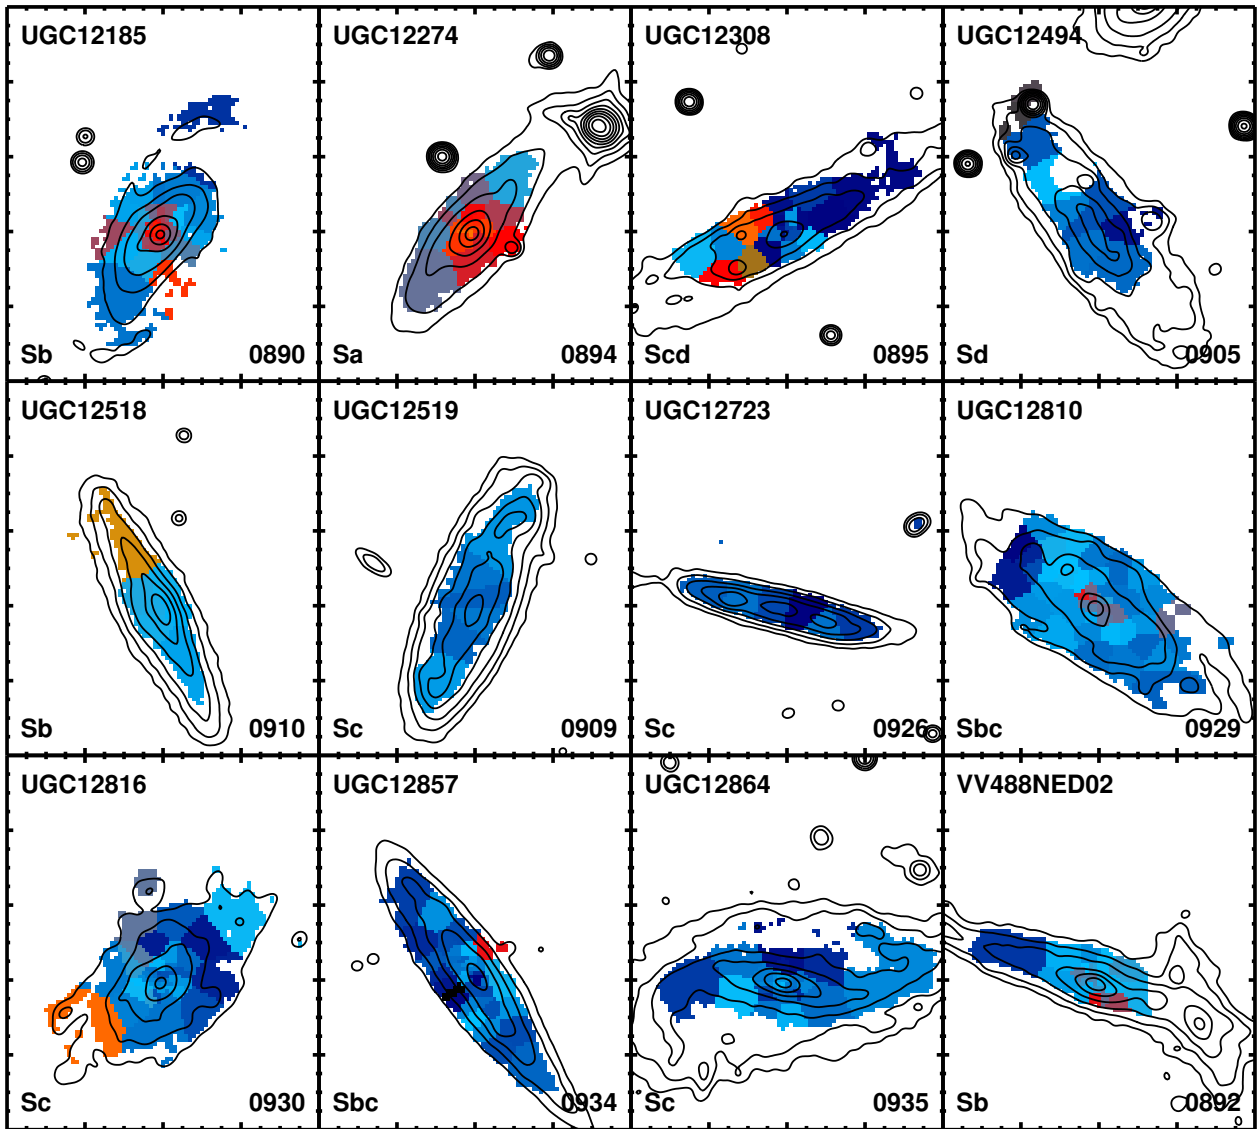 UGC12185 UGC12274 UGC12308 UGC12494
Sb 0890 Sa 0894 Scd 0895 Sd 0905
UGC12518 UGC12519 UGC12723 UGC12810
Sb 0910 Sc 0909 Sc 0926 Sbc 0929
UGC12816 UGC12857 UGC12864 VV488NED02
Sc 0930 Sbc 0934 Sc 0935 Sb 0892